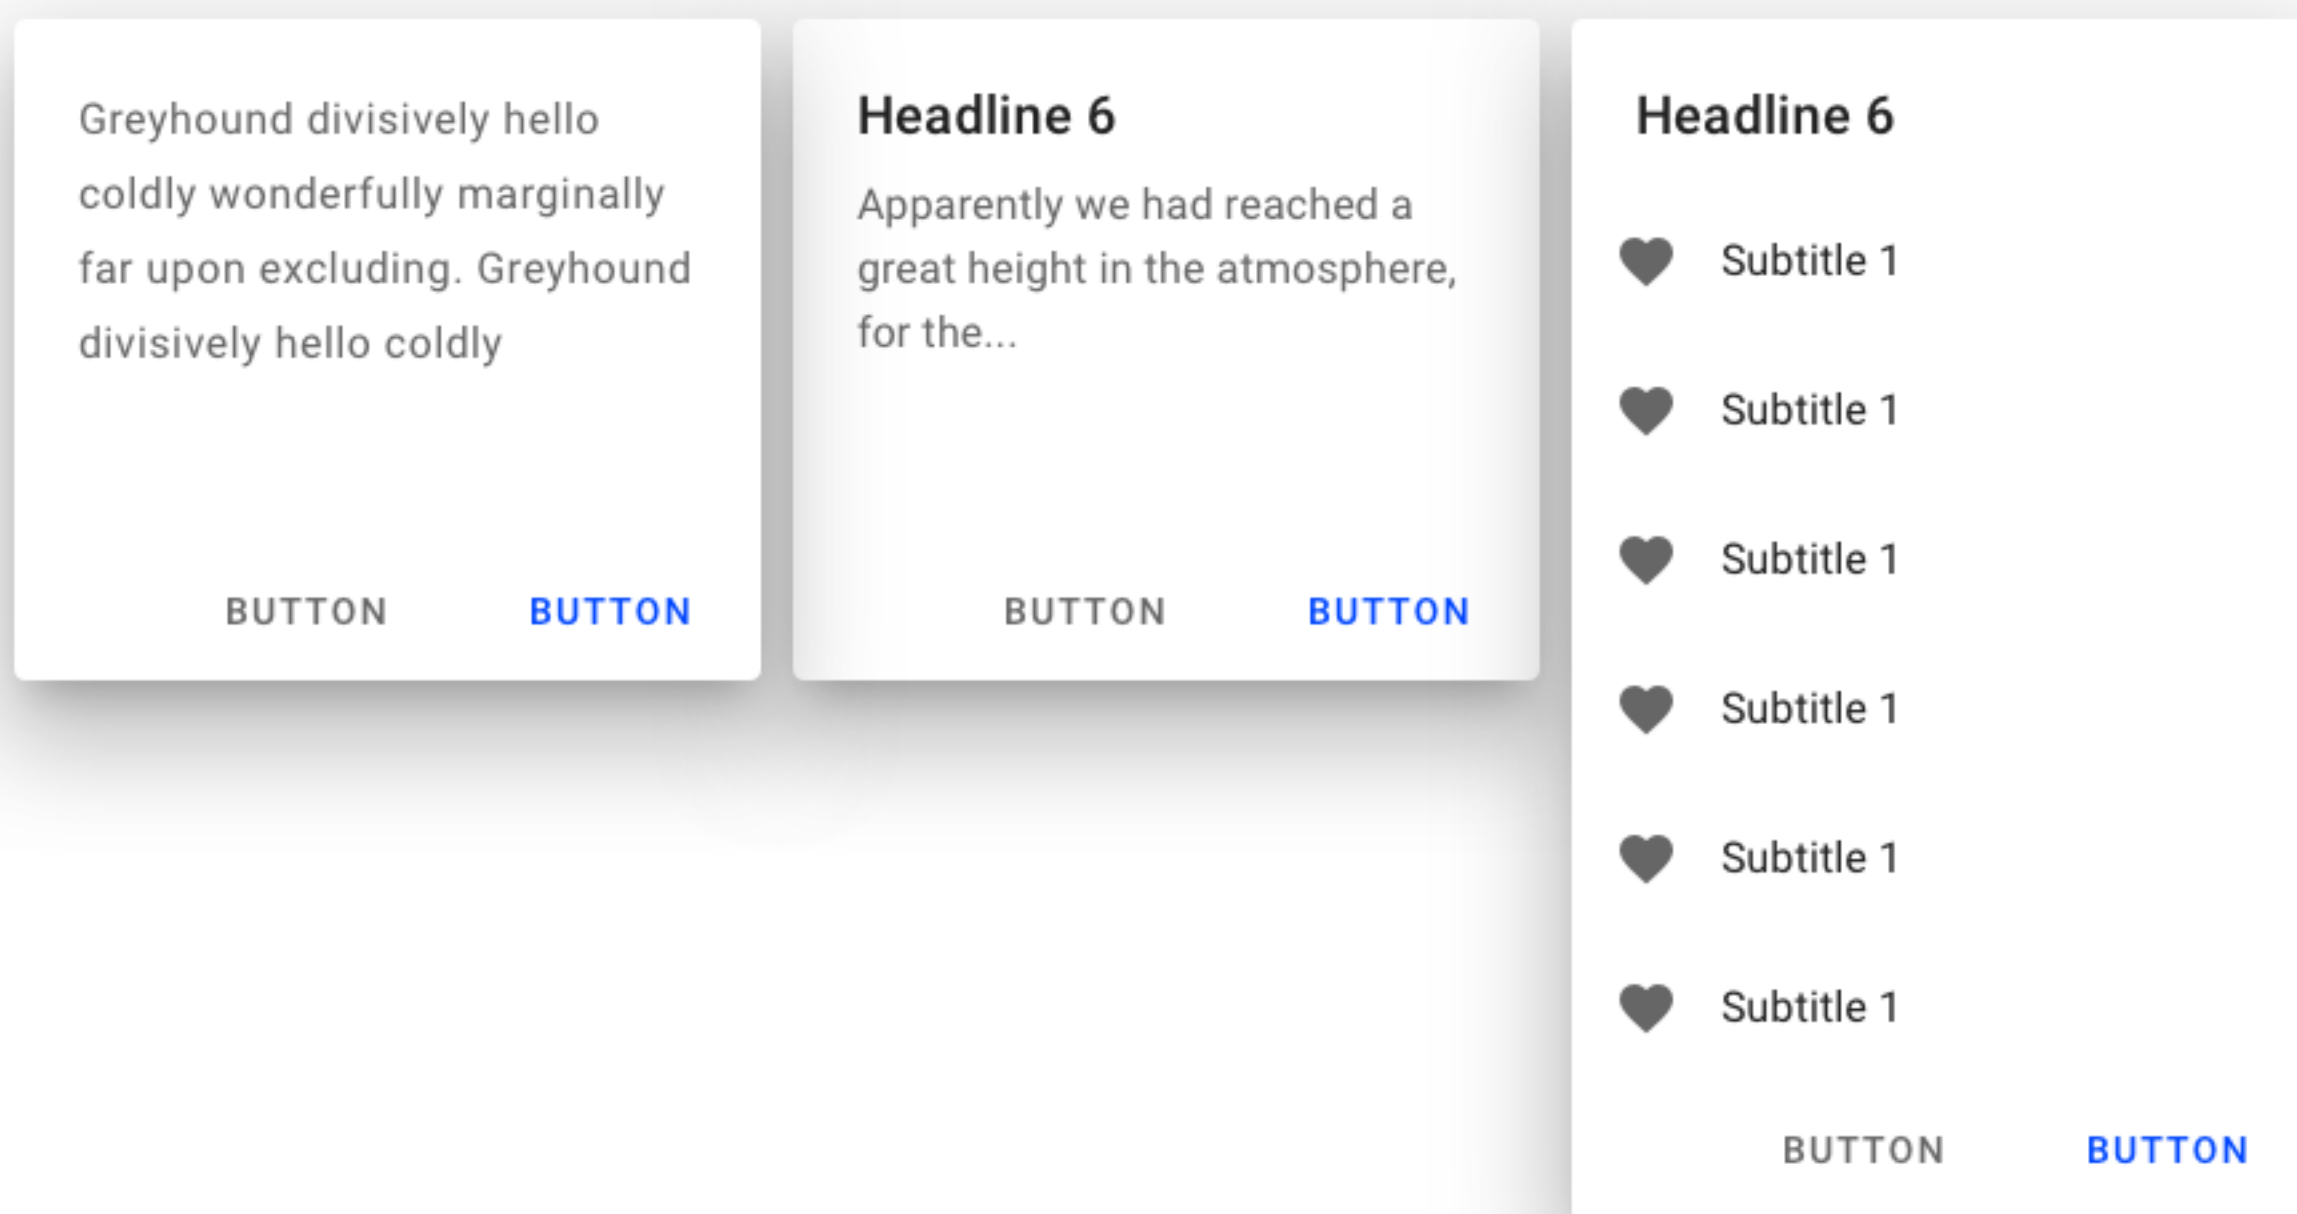 Greyhound divisively hello
coldly wonderfully marginally
far upon excluding. Greyhound
divisively hello coldly
BUTTON BUTTON
Headline 6
Apparently we had reached a
great height in the atmosphere,
for the...
BUTTON BUTTON
Headline 6
Subtitle 1
Subtitle 1
Subtitle 1
Subtitle 1
Subtitle 1
Subtitle 1
BUTTON BUTTON